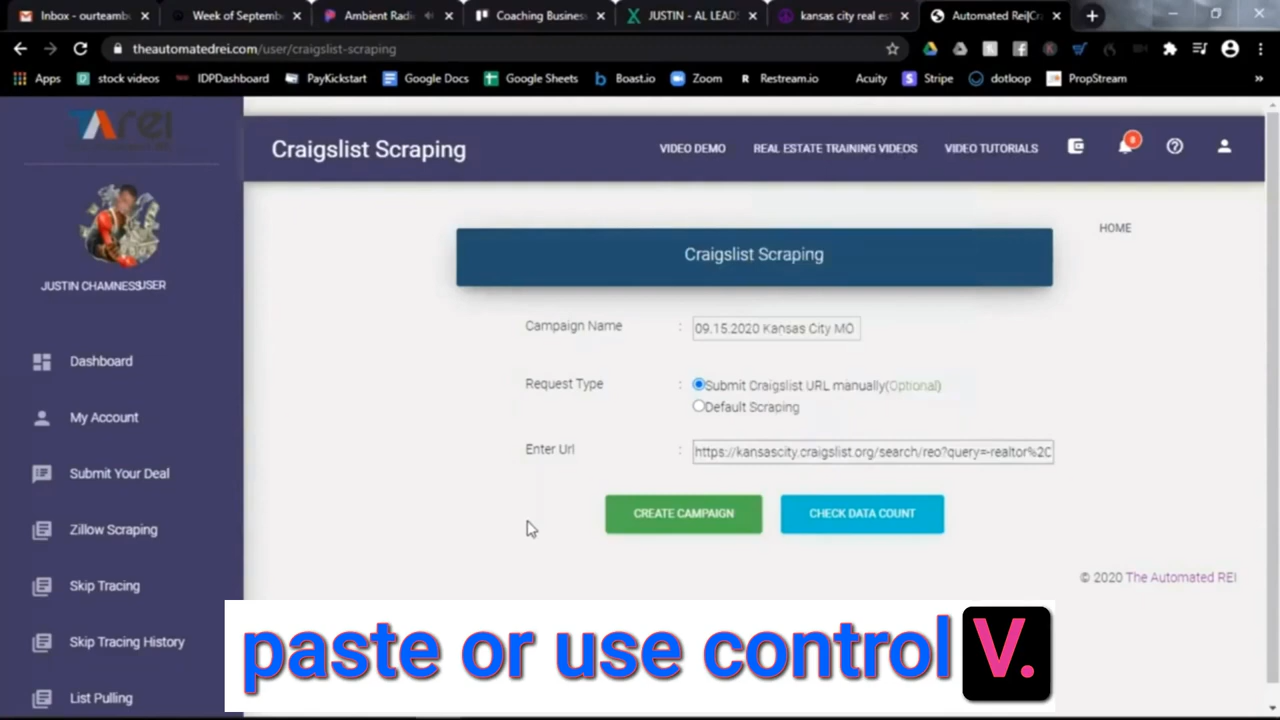 Inbox - ourteamb
Week of Septemb
Ambient Radi
Coaching Busines
JUSTIN - AL LEADS
kansas city real es
Automated Rei|Cr
theautomatedrei.com/user/craigslist-scraping
Apps
stock videos
IDPDashboard
PayKickstart
Google Docs
Google Sheets
Boast.io
Zoom
Restream.io
Acuity
Stripe
dotloop
PropStream
»
TAREI
Craigslist Scraping
VIDEO DEMO
REAL ESTATE TRAINING VIDEOS
VIDEO TUTORIALS
HOME
Craigslist Scraping
JUSTIN CHAMNESS USER
Campaign Name : 09.15.2020 Kansas City MO
Request Type : Submit Craigslist URL manually(Optional)
Default Scraping
Enter Url : https://kansascity.craigslist.org/search/reo?query=-realtor%2C
CREATE CAMPAIGN
CHECK DATA COUNT
Dashboard
My Account
Submit Your Deal
Zillow Scraping
Skip Tracing
Skip Tracing History
List Pulling
© 2020 The Automated REI
paste or use control V.